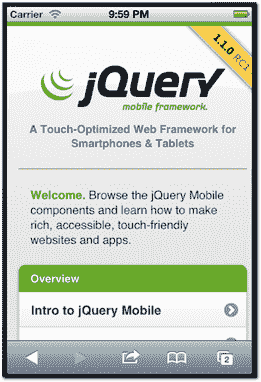 Carrier 9:59 PM
1.1.0 RC1
jQuery
mobile framework.
A Touch-Optimized Web Framework for
Smartphones & Tablets
Welcome. Browse the jQuery Mobile
components and learn how to make
rich, accessible, touch-friendly
websites and apps.
Overview
Intro to jQuery Mobile
2